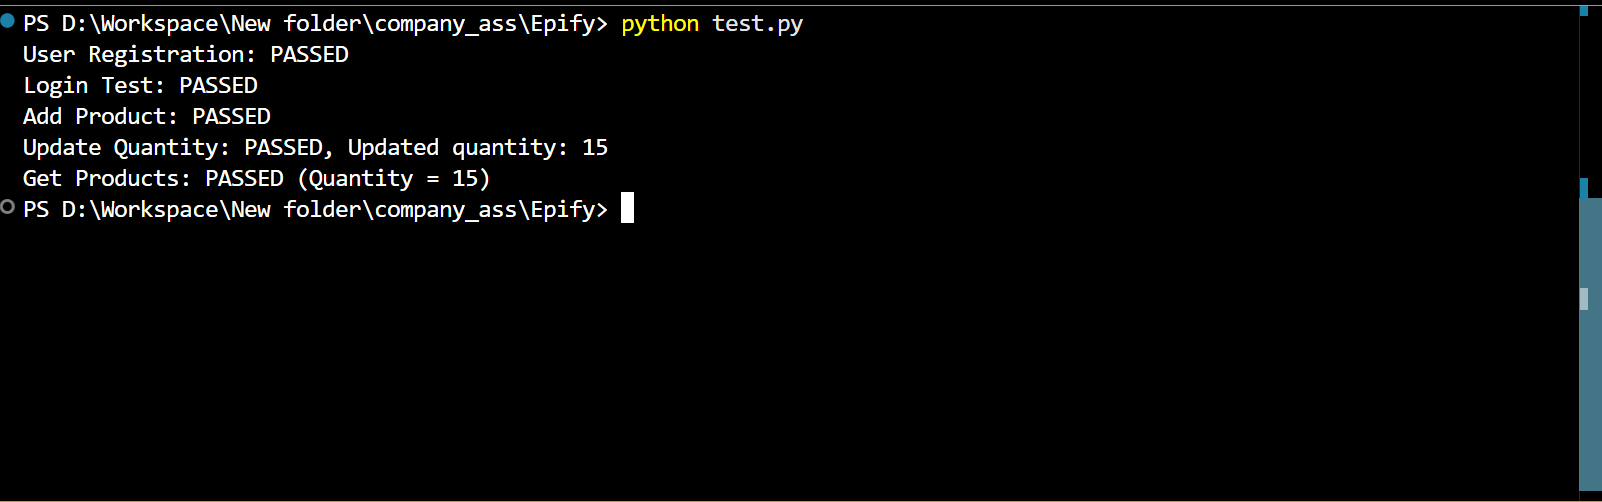 PS D:\Workspace\New folder\company_ass\Epify> python test.py
User Registration: PASSED
Login Test: PASSED
Add Product: PASSED
Update Quantity: PASSED, Updated quantity: 15
Get Products: PASSED (Quantity = 15)
PS D:\Workspace\New folder\company_ass\Epify>